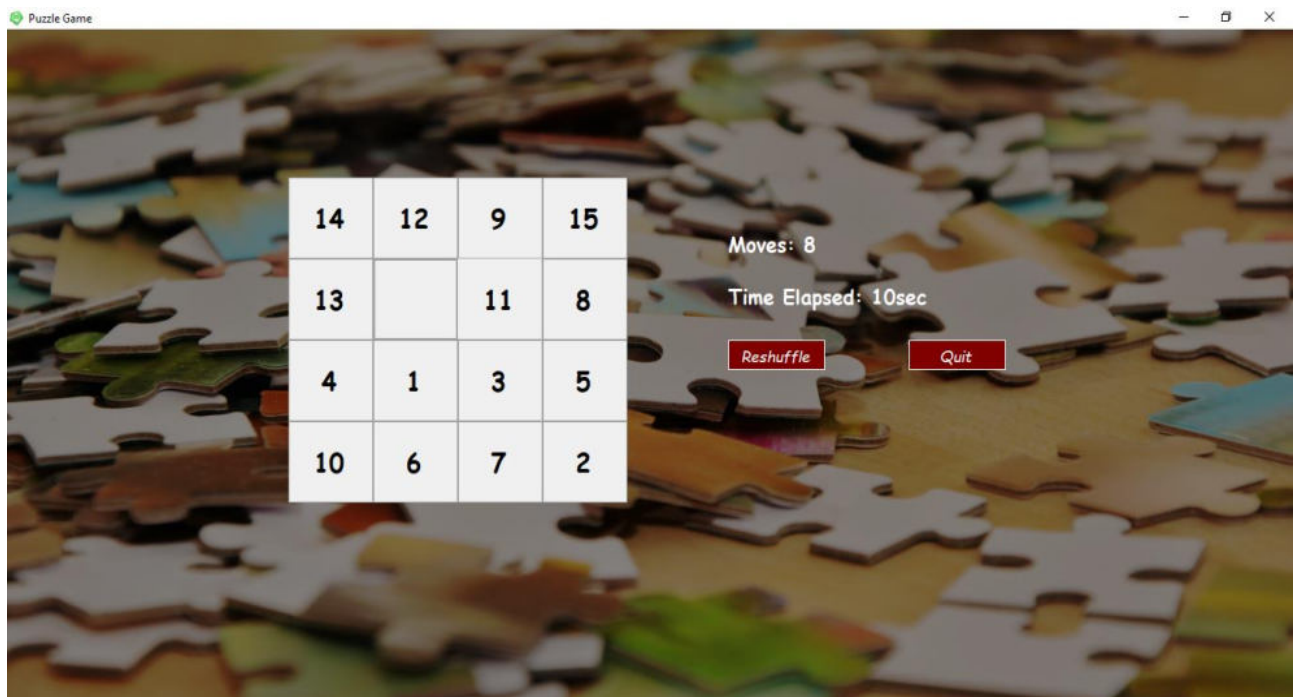 Puzzle Game
14 12 9 15
13 11 8
4 1 3 5
10 6 7 2
Moves: 8
Time Elapsed: 10sec
Reshuffle Quit